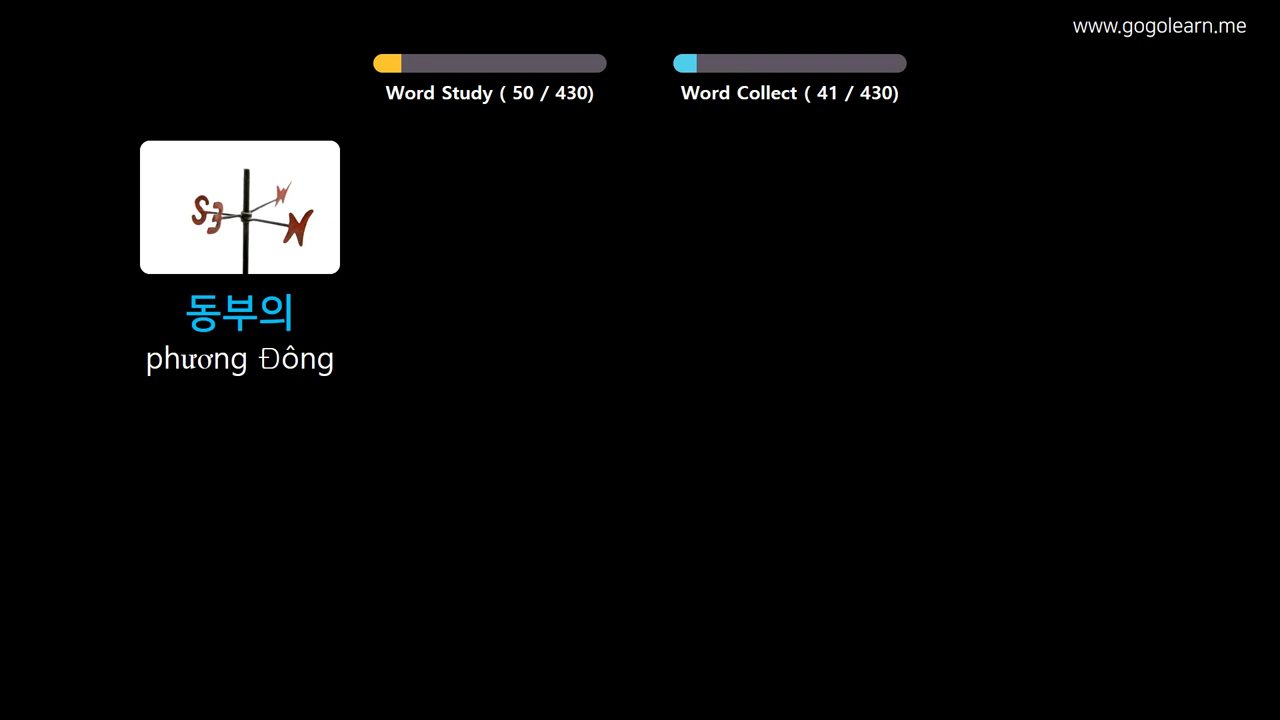 www.gogolearn.me
Word Study ( 50 / 430)
Word Collect ( 41 / 430)
S E N
동부의
phương Đông